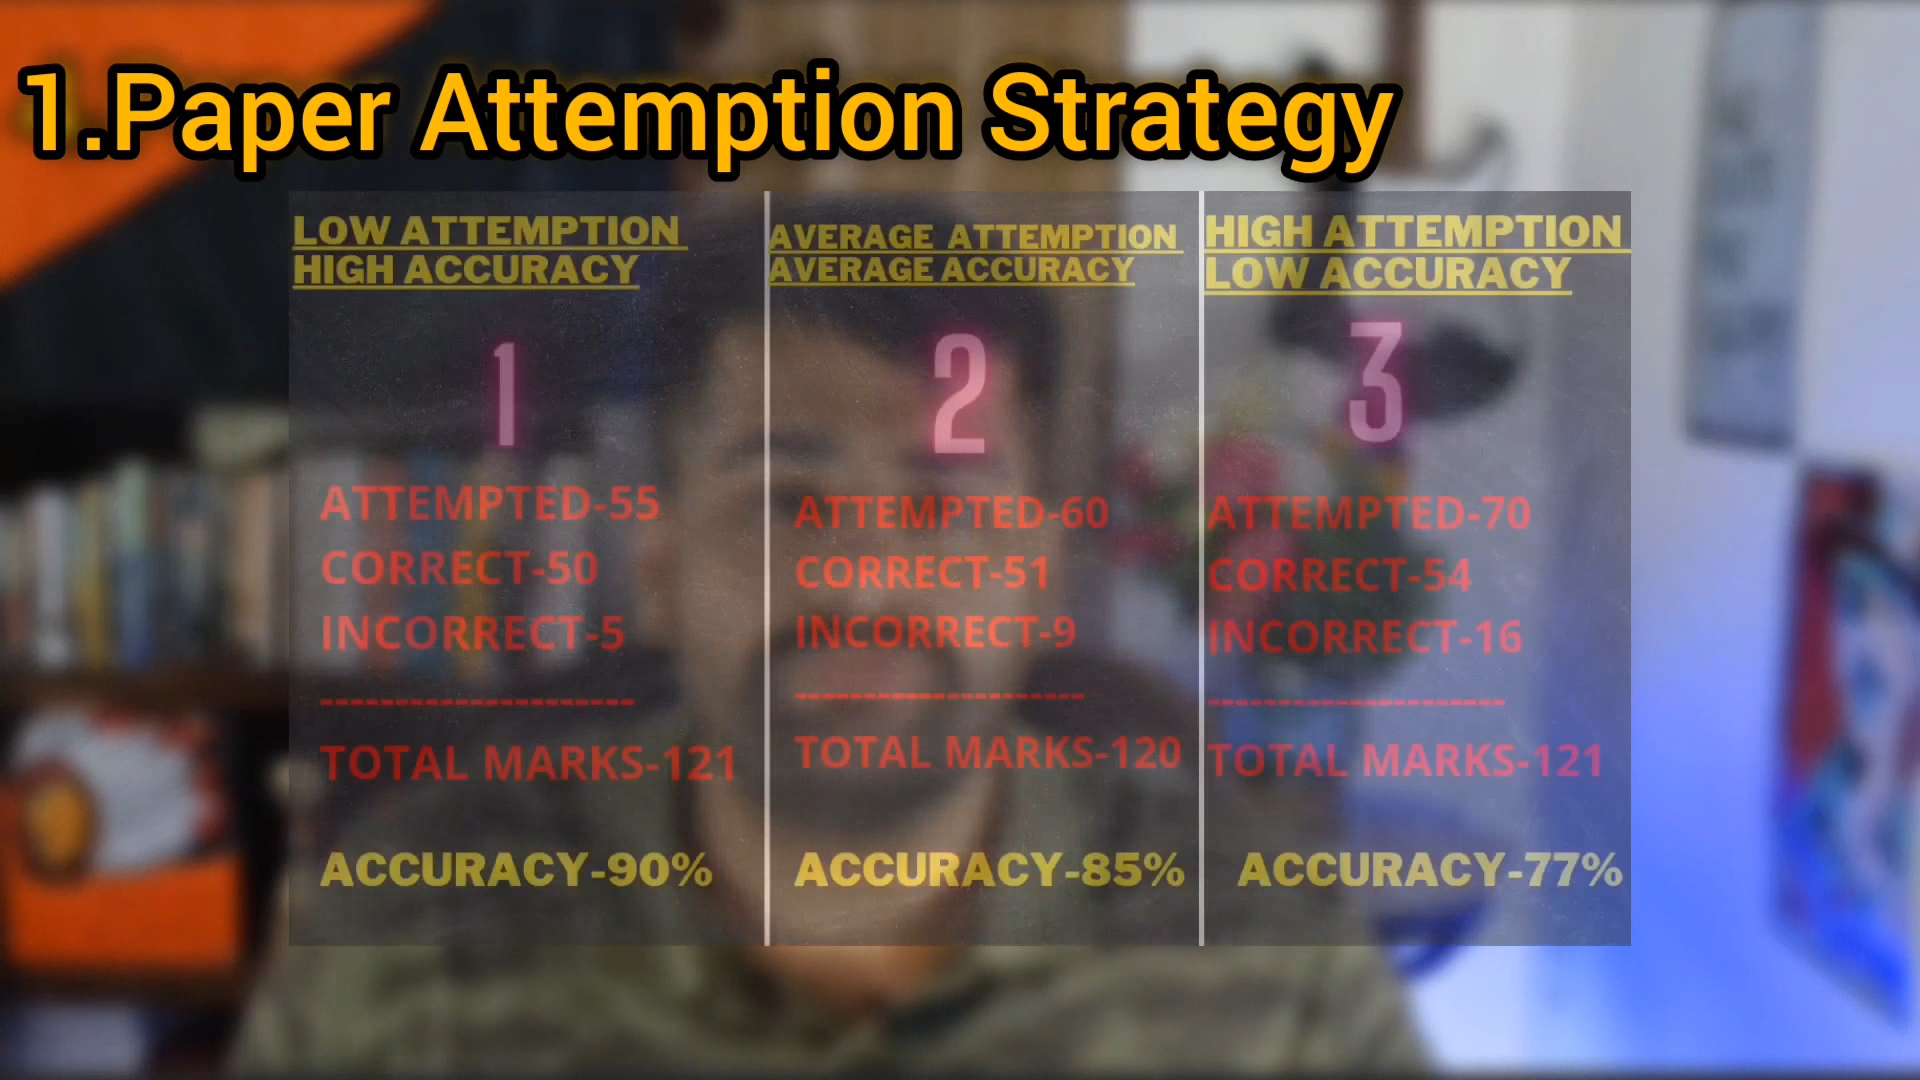 1.Paper Attemption Strategy
LOW ATTEMPTION
HIGH ACCURACY
1
ATTEMPTED-55
CORRECT-50
INCORRECT-5
---------------------
TOTAL MARKS-121
ACCURACY-90%
AVERAGE ATTEMPTION
AVERAGE ACCURACY
2
ATTEMPTED-60
CORRECT-51
INCORRECT-9
---------------------
TOTAL MARKS-120
ACCURACY-85%
HIGH ATTEMPTION
LOW ACCURACY
3
ATTEMPTED-70
CORRECT-54
INCORRECT-16
---------------------
TOTAL MARKS-121
ACCURACY-77%